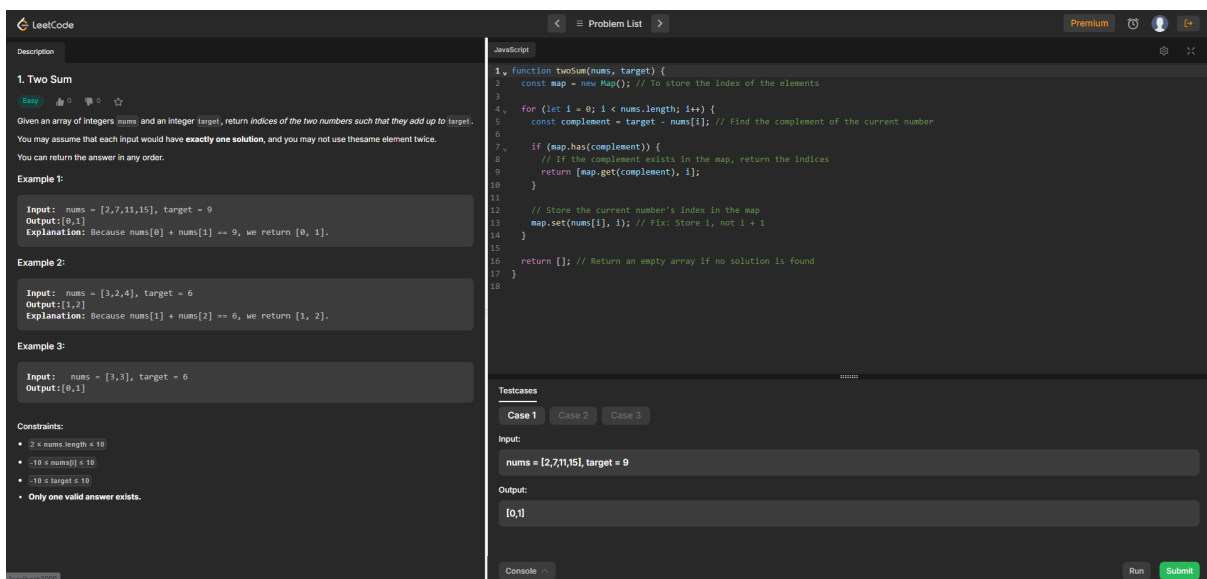 LeetCode
Problem List
Premium
Description
1. Two Sum
Easy 0 0
Given an array of integers nums and an integer target, return indices of the two numbers such that they add up to target.
You may assume that each input would have exactly one solution, and you may not use thesame element twice.
You can return the answer in any order.
Example 1:
Input: nums = [2,7,11,15], target = 9
Output:[0,1]
Explanation: Because nums[0] + nums[1] == 9, we return [0, 1].
Example 2:
Input: nums = [3,2,4], target = 6
Output:[1,2]
Explanation: Because nums[1] + nums[2] == 6, we return [1, 2].
Example 3:
Input: nums = [3,3], target = 6
Output:[0,1]
Constraints:
• 2 ≤ nums.length ≤ 10
• -10 ≤ nums[i] ≤ 10
• -10 ≤ target ≤ 10
• Only one valid answer exists.
JavaScript
1 function twoSum(nums, target) {
2 const map = new Map(); // To store the index of the elements
3
4 for (let i = 0; i < nums.length; i++) {
5 const complement = target - nums[i]; // Find the complement of the current number
6
7 if (map.has(complement)) {
8 // If the complement exists in the map, return the indices
9 return [map.get(complement), i];
10 }
11
12 // Store the current number's index in the map
13 map.set(nums[i], i); // Fix: Store i, not i + 1
14 }
15
16 return []; // Return an empty array if no solution is found
17 }
18
Testcases
Case 1 Case 2 Case 3
Input:
nums = [2,7,11,15], target = 9
Output:
[0,1]
Console
Run Submit